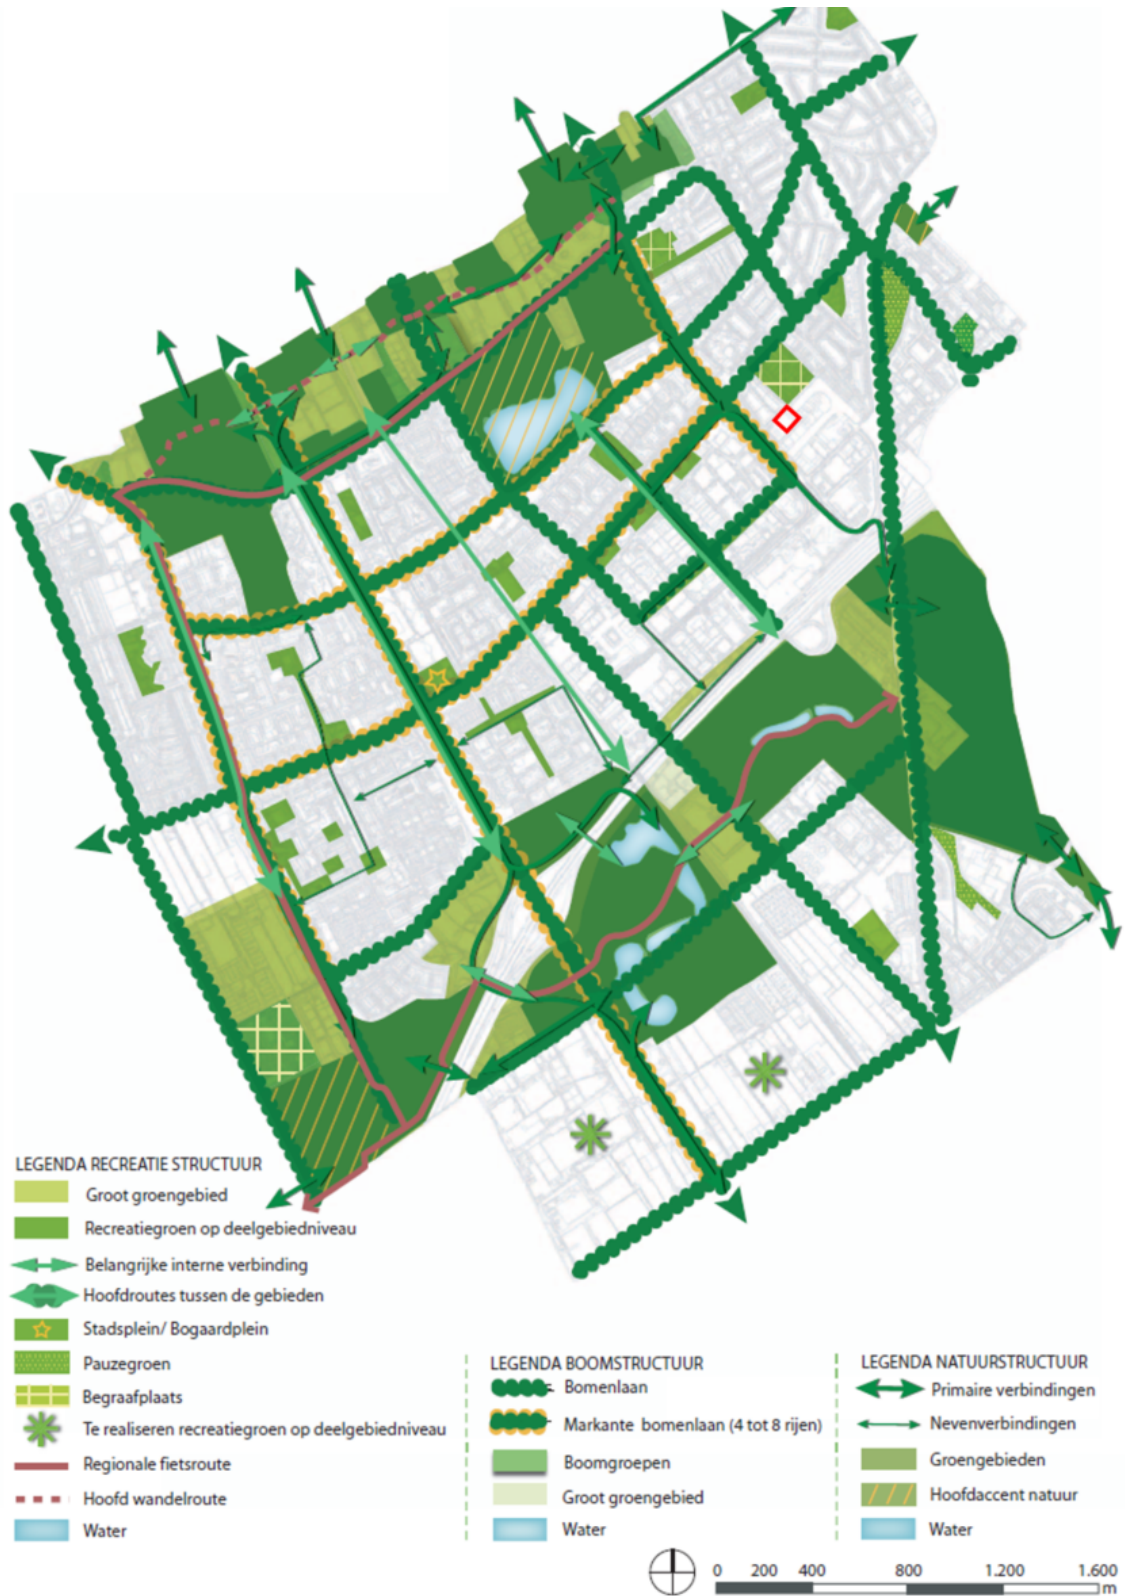 LEGENDA RECREATIE STRUCTUUR
Groot groengebied
Recreatiegroen op deelgebiedniveau
Belangrijke interne verbinding
Hoofdroutes tussen de gebieden
Stadsplein/ Bogaardplein
Pauzegroen
Begraafplaats
Te realiseren recreatiegroen op deelgebiedniveau
Regionale fietsroute
Hoofd wandelroute
Water
LEGENDA BOOMSTRUCTUUR
Bomenlaan
Markante bomenlaan (4 tot 8 rijen)
Boomgroepen
Groot groengebied
Water
LEGENDA NATUURSTRUCTUUR
Primaire verbindingen
Nevenverbindingen
Groengebieden
Hoofdaccent natuur
Water
0 200 400 800 1.200 1.600
m